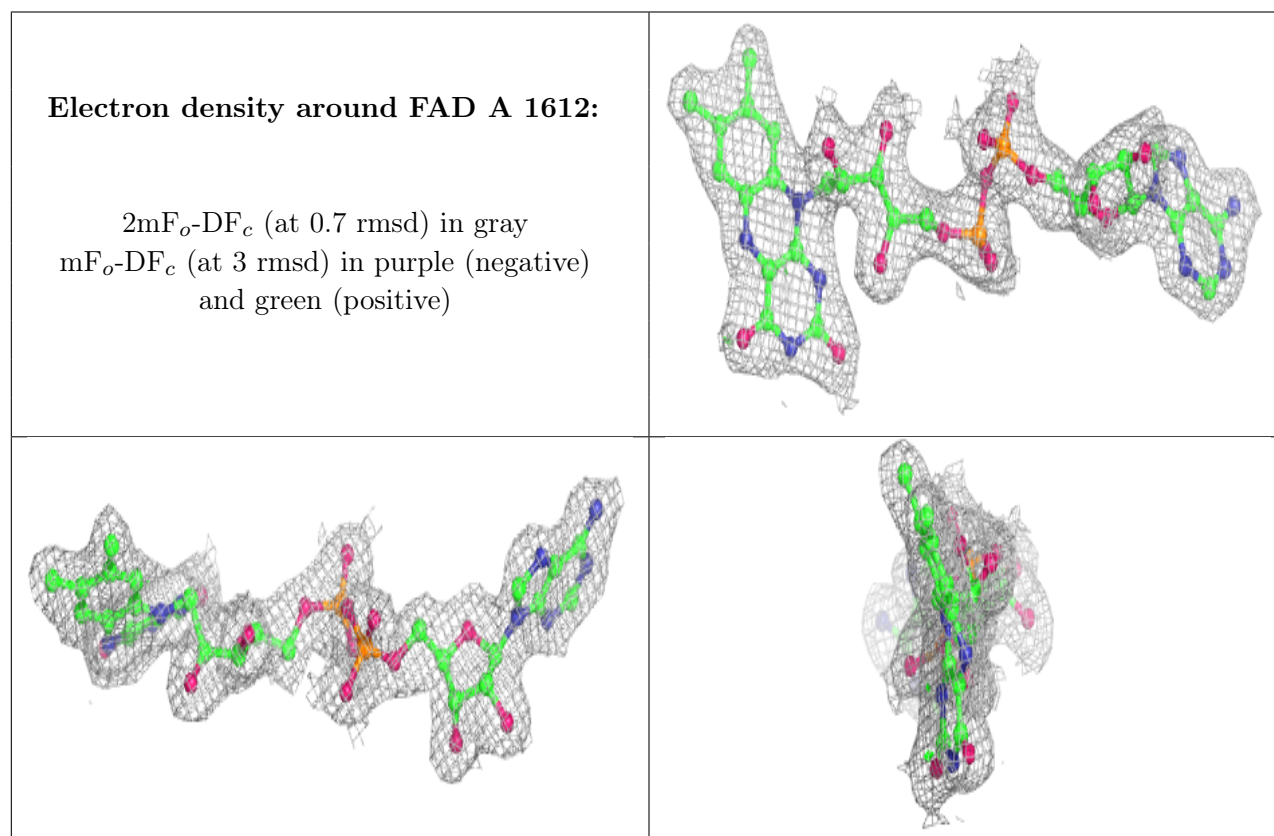 Electron density around FAD A 1612:
2mFo-DFc (at 0.7 rmsd) in gray
mFo-DFc (at 3 rmsd) in purple (negative)
and green (positive)